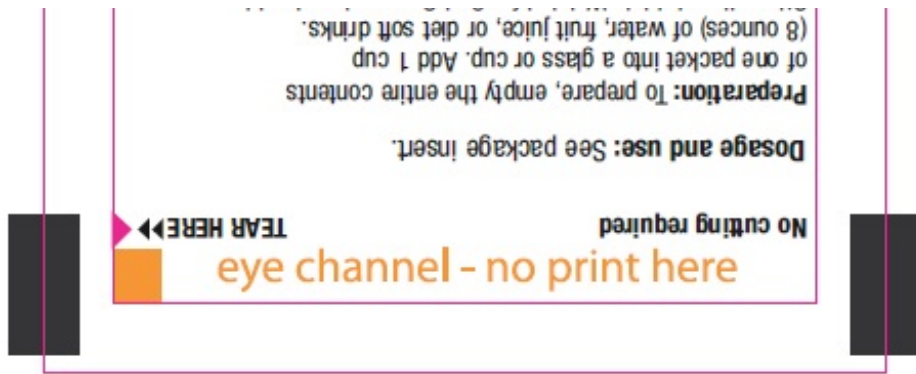 No cutting required TEAR HERE
Dosage and use: See package insert.
Preparation: To prepare, empty the entire contents
of one packet into a glass or cup. Add 1 cup
(8 ounces) of water, fruit juice, or diet soft drinks.
eye channel - no print here